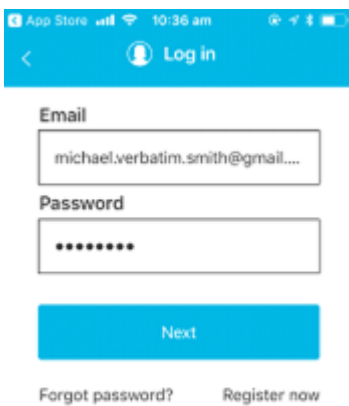 App Store 10:36 am
Log in
Email
michael.verbatim.smith@gmail....
Password
••••••••
Next
Forgot password? Register now